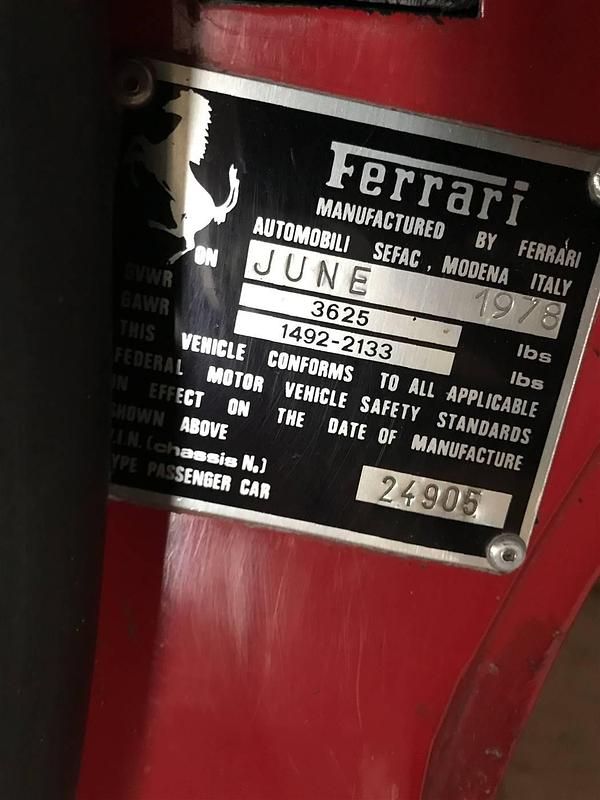 Ferrari
MANUFACTURED BY FERRARI
AUTOMOBILI SEFAC, MODENA ITALY
ON JUNE 1978
GVWR 3625 lbs
GAWR 1492-2133 lbs
THIS VEHICLE CONFORMS TO ALL APPLICABLE
FEDERAL MOTOR VEHICLE SAFETY STANDARDS
IN EFFECT ON THE DATE OF MANUFACTURE
SHOWN ABOVE
V.I.N. (chassis N.) 24905
TYPE PASSENGER CAR